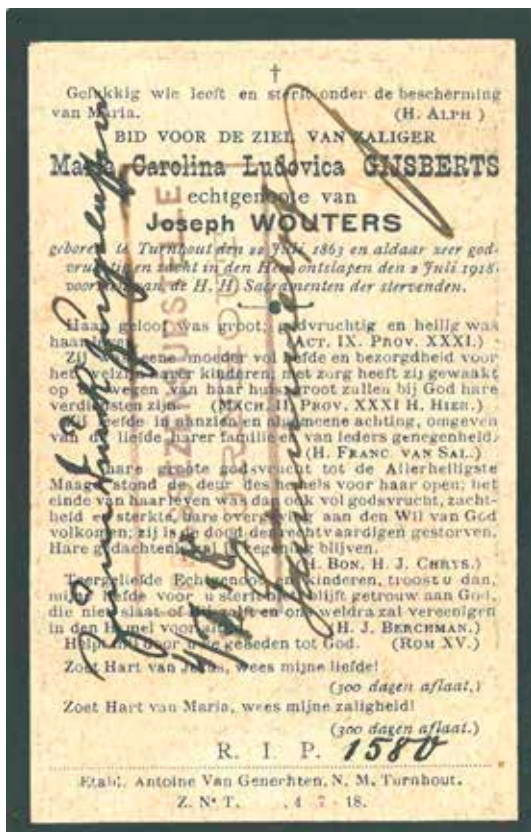 †
Gelukkig wie leeft en sterft onder de bescherming
van Maria. (H. ALPH )
BID VOOR DE ZIEL VAN ZALIGER
Maria Carolina Ludovica GIJSBERTS
echtgenoote van
Joseph WOUTERS
geboren te Turnhout den 22 Juli 1863 en aldaar zeer god-
vruchtig en zacht in den Heer ontslapen den 2 Juli 1918
voorzien van de H. H. Sacramenten der stervenden.
Haar geloof was groot; godvruchtig en heilig was
haar leven. (ACT. IX. PROV. XXXI.)
Zij was eene moeder vol liefde en bezorgdheid voor
het welzijn harer kinderen; met zorg heeft zij gewaakt
op de wegen van haar huis, groot zullen bij God hare
verdiensten zijn. (MACH. II. PROV. XXXI H. HIER.)
Zij leefde in aanzien en algemeene achting, omgeven
van de liefde harer familie en van ieders genegenheid.
(H. FRANC. VAN SAL.)
hare groote godsvrucht tot de Allerheiligste
Maagd stond de deur des hemels voor haar open; het
einde van haar leven was dan ook vol godsvrucht, zacht-
heid en sterkte, hare overgeving aan den Wil van God
volkomen; zij is de dood der rechtvaardigen gestorven.
Hare gedachtenis zal in zegening blijven.
(H. BON. H. J. CHRYS.)
Teergeliefde Echtgenoot en kinderen, troost u dan,
mijne liefde voor u sterft niet, blijft getrouw aan God,
die neerslaat of opzalft en ons weldra zal vereenigen
in den Hemel voor altijd. (H. J. BERCHMAN.)
Helpt mij door uwe gebeden tot God. (ROM XV.)
Zoet Hart van Jesus, wees mijne liefde!
(300 dagen aflaat.)
Zoet Hart van Maria, wees mijne zaligheid!
(300 dagen aflaat.)
R. I P. 1580
Etabl. Antoine Van Genechten, N. M. Turnhout.
Z. Nº T. 4-7-18.